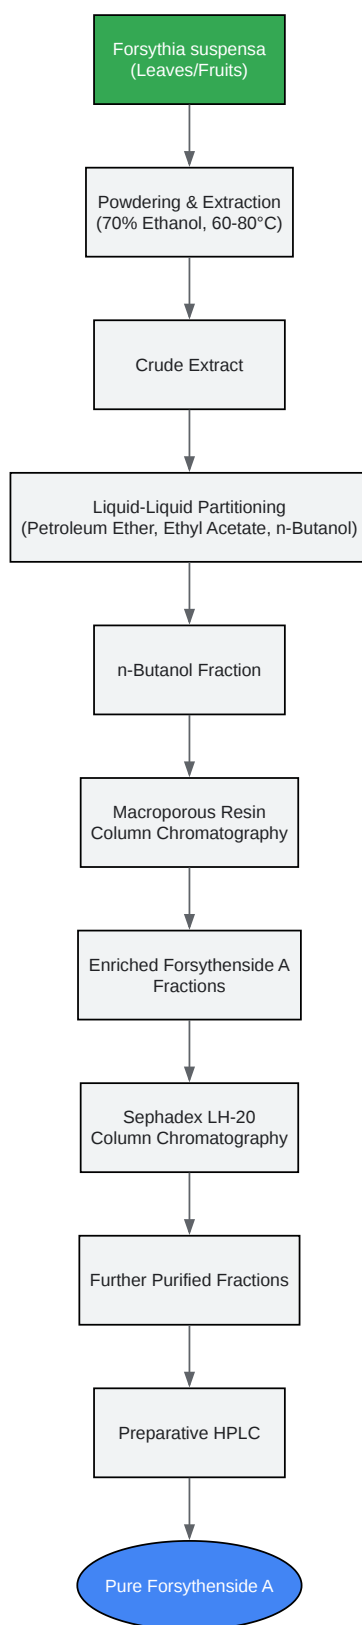 Forsythia suspensa
(Leaves/Fruits)
Powdering & Extraction
(70% Ethanol, 60-80°C)
Crude Extract
Liquid-Liquid Partitioning
(Petroleum Ether, Ethyl Acetate, n-Butanol)
n-Butanol Fraction
Macroporous Resin
Column Chromatography
Enriched Forsythenside A
Fractions
Sephadex LH-20
Column Chromatography
Further Purified Fractions
Preparative HPLC
Pure Forsythenside A